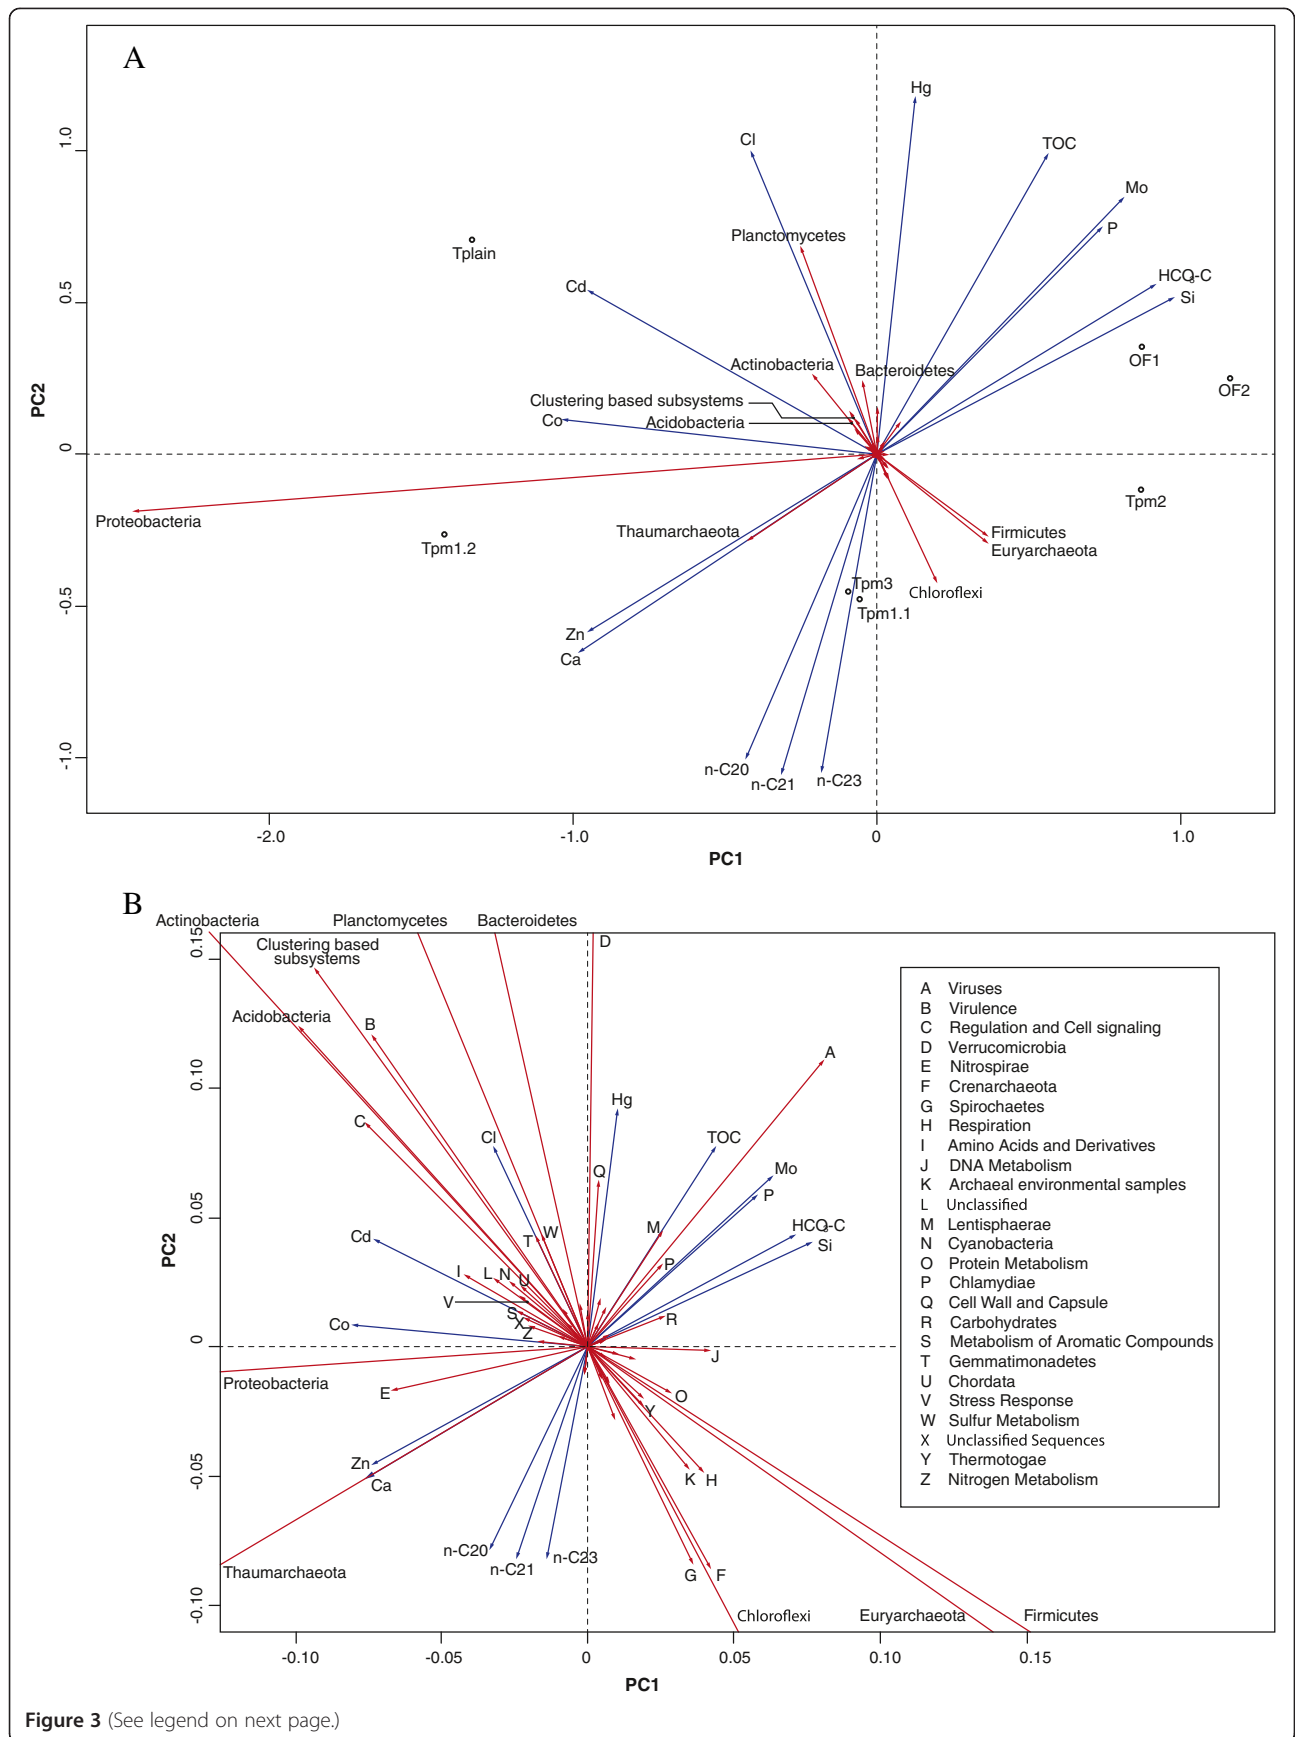 A
Hg
Cl
TOC
Mo
Planctomycetes
P
Tplain
HCO3-C
Cd
Si
Actinobacteria
Bacteroidetes
OF1
OF2
Clustering based subsystems
Co
Acidobacteria
Proteobacteria
Tpm2
Thaumarchaeota
Firmicutes
Tpm1.2
Euryarchaeota
Tpm3
Chloroflexi
Tpm1.1
Zn
Ca
n-C20
n-C21
n-C23
PC2
1.0
0.5
0
-0.5
-1.0
-2.0
-1.0
0
1.0
PC1
B
Actinobacteria
Planctomycetes
Bacteroidetes
D
Clustering based
subsystems
Acidobacteria
B
A
Hg
C
Cl
TOC
Q
Mo
P
M
HCO3-C
Si
T
W
Cd
P
I
L
N
U
V
S
X
Z
R
Co
J
Proteobacteria
E
O
Y
Zn
Ca
K
H
n-C20
n-C21
n-C23
G
F
Thaumarchaeota
Chloroflexi
Euryarchaeota
Firmicutes
PC2
0.15
0.10
0.05
0
-0.05
-0.10
-0.10
-0.05
0
0.05
0.10
0.15
PC1
A Viruses
B Virulence
C Regulation and Cell signaling
D Verrucomicrobia
E Nitrospirae
F Crenarchaeota
G Spirochaetes
H Respiration
I Amino Acids and Derivatives
J DNA Metabolism
K Archaeal environmental samples
L Unclassified
M Lentisphaerae
N Cyanobacteria
O Protein Metabolism
P Chlamydiae
Q Cell Wall and Capsule
R Carbohydrates
S Metabolism of Aromatic Compounds
T Gemmatimonadetes
U Chordata
V Stress Response
W Sulfur Metabolism
X Unclassified Sequences
Y Thermotogae
Z Nitrogen Metabolism
Figure 3 (See legend on next page.)